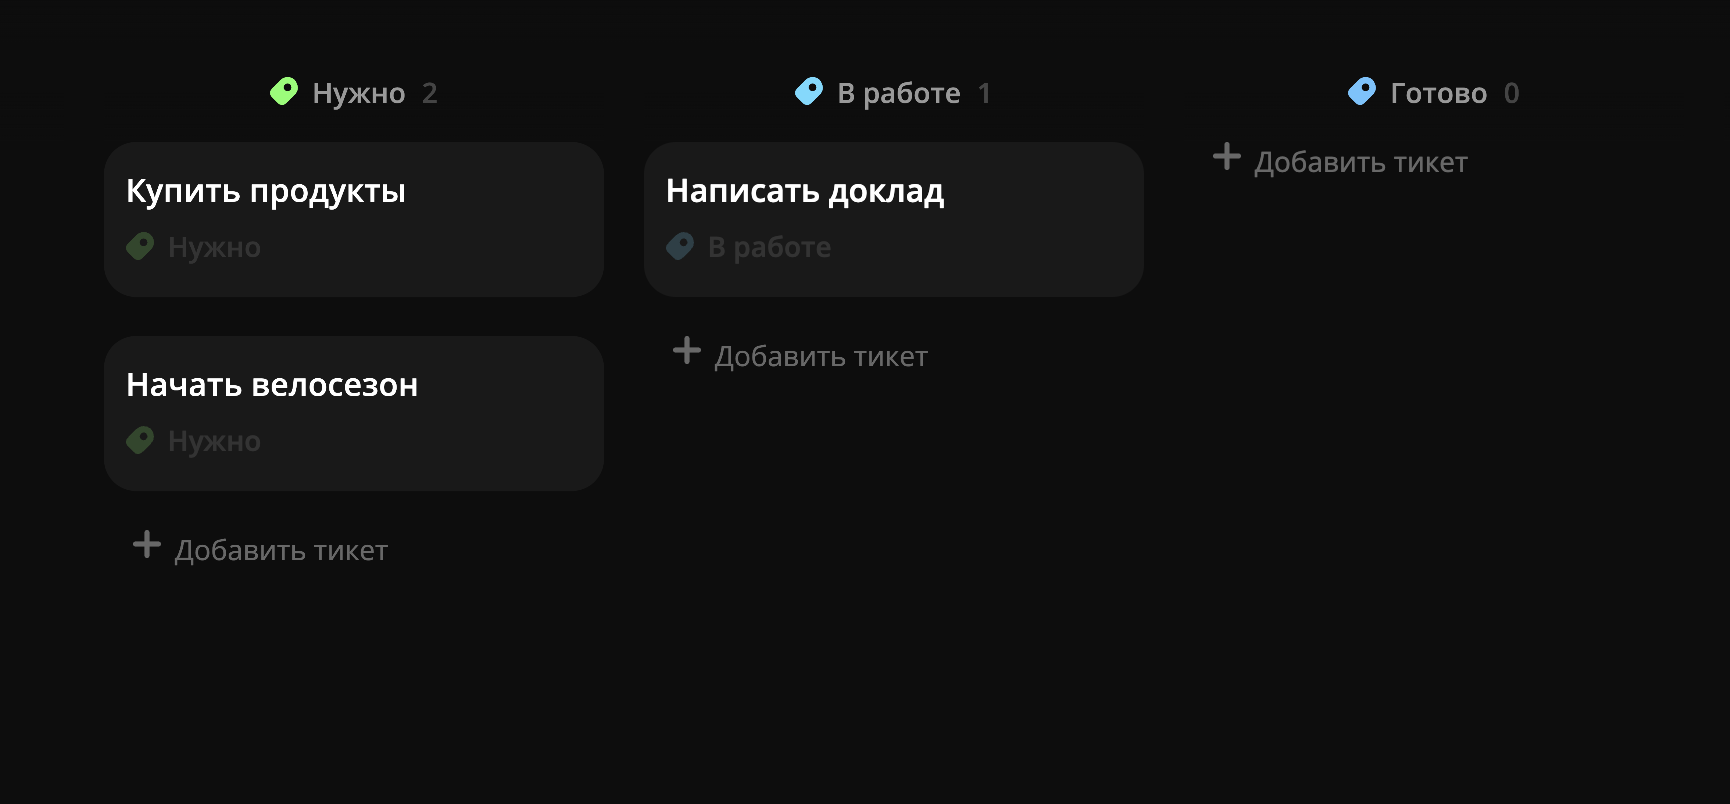 Нужно 2
Купить продукты
Нужно
Начать велосезон
Нужно
Добавить тикет
В работе 1
Написать доклад
В работе
Добавить тикет
Готово 0
Добавить тикет